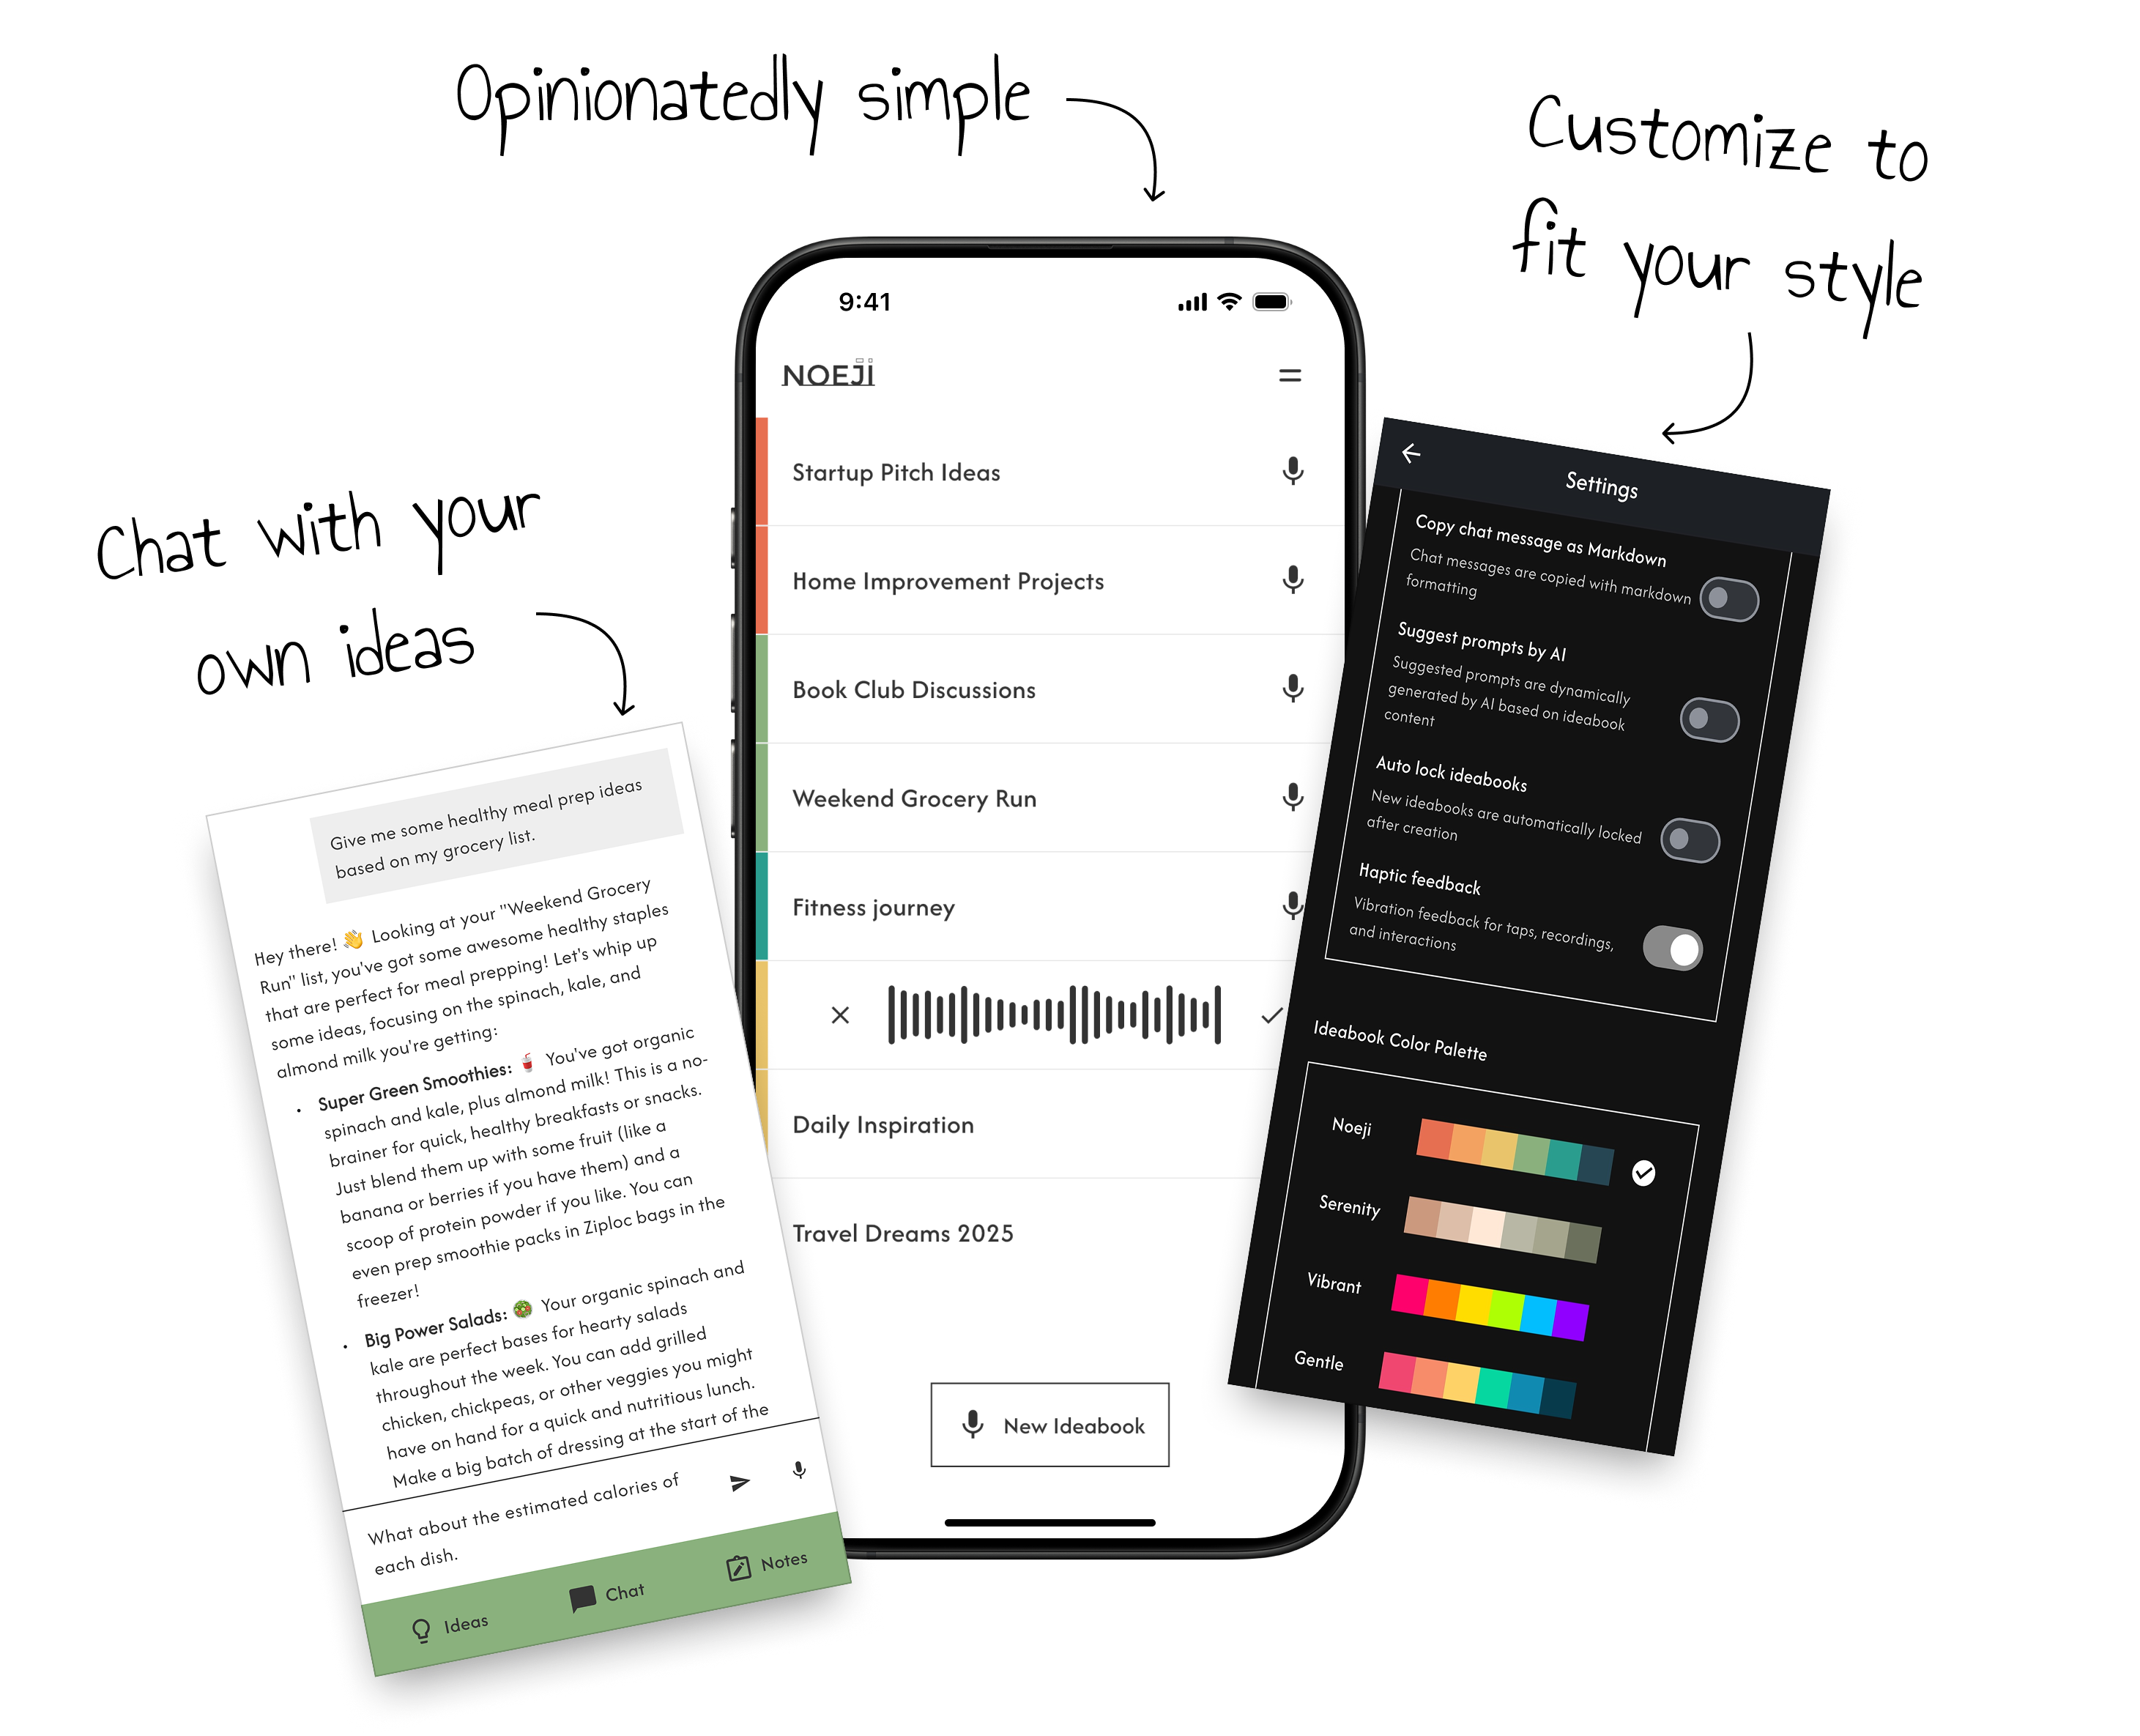 Opinionatedly simple
Customize to
fit your style
Chat with your
own ideas
9:41
NOEJI
Startup Pitch Ideas
Home Improvement Projects
Book Club Discussions
Weekend Grocery Run
Fitness journey
Daily Inspiration
Travel Dreams 2025
New Ideabook
Give me some healthy meal prep ideas
based on my grocery list.
Hey there! 👋 Looking at your "Weekend Grocery
Run" list, you've got some awesome healthy staples
that are perfect for meal prepping! Let's whip up
some ideas, focusing on the spinach, kale, and
almond milk you're getting:
• Super Green Smoothies: 🥤 You've got organic
spinach and kale, plus almond milk! This is a no-
brainer for quick, healthy breakfasts or snacks.
Just blend them up with some fruit (like a
banana or berries if you have them) and a
scoop of protein powder if you like. You can
even prep smoothie packs in Ziploc bags in the
freezer!
• Big Power Salads: 🥗 Your organic spinach and
kale are perfect bases for hearty salads
throughout the week. You can add grilled
chicken, chickpeas, or other veggies you might
have on hand for a quick and nutritious lunch.
Make a big batch of dressing at the start of the
What about the estimated calories of
each dish.
Ideas
Chat
Notes
Settings
Copy chat message as Markdown
Chat messages are copied with markdown
formatting
Suggest prompts by AI
Suggested prompts are dynamically
generated by AI based on ideabook
content
Auto lock ideabooks
New ideabooks are automatically locked
after creation
Haptic feedback
Vibration feedback for taps, recordings,
and interactions
Ideabook Color Palette
Noeji
Serenity
Vibrant
Gentle